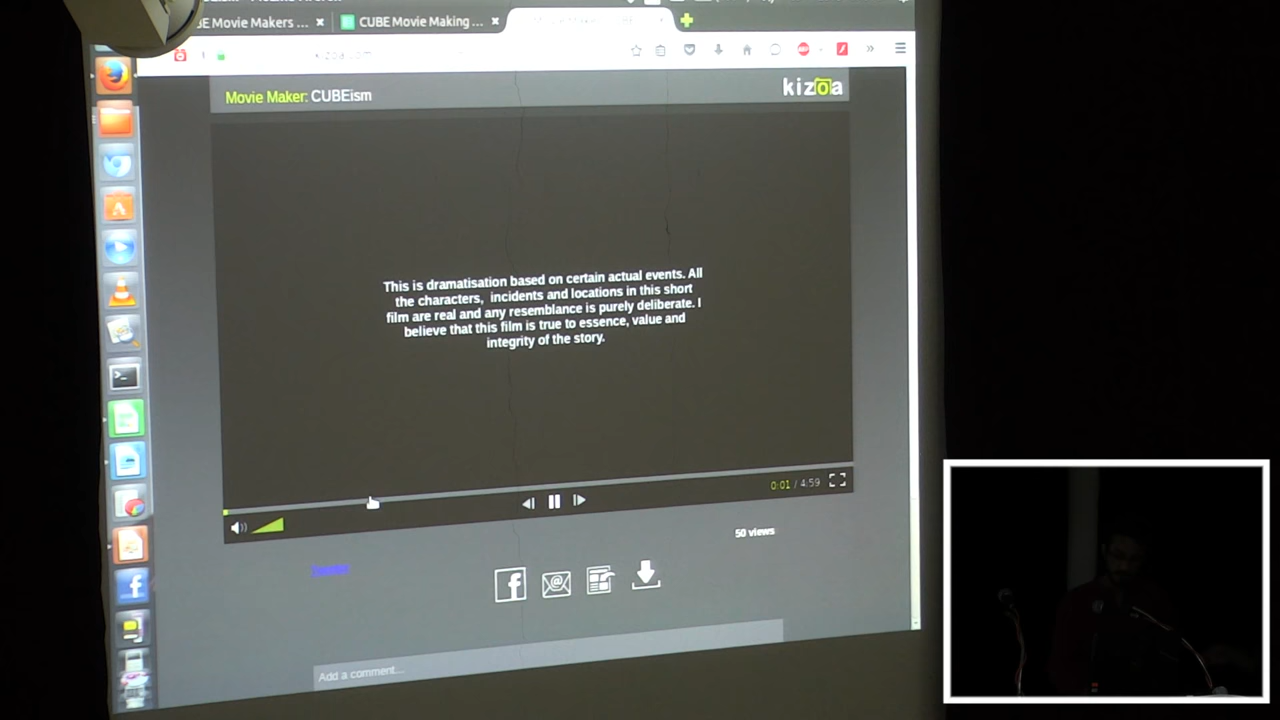 BE Movie Makers ...
CUBE Movie Making ...
Movie Maker: CUBEism
kizoa
This is dramatisation based on certain actual events. All
the characters, incidents and locations in this short
film are real and any resemblance is purely deliberate. I
believe that this film is true to essence, value and
integrity of the story.
0:01 / 4:59
50 views
Add a comment...